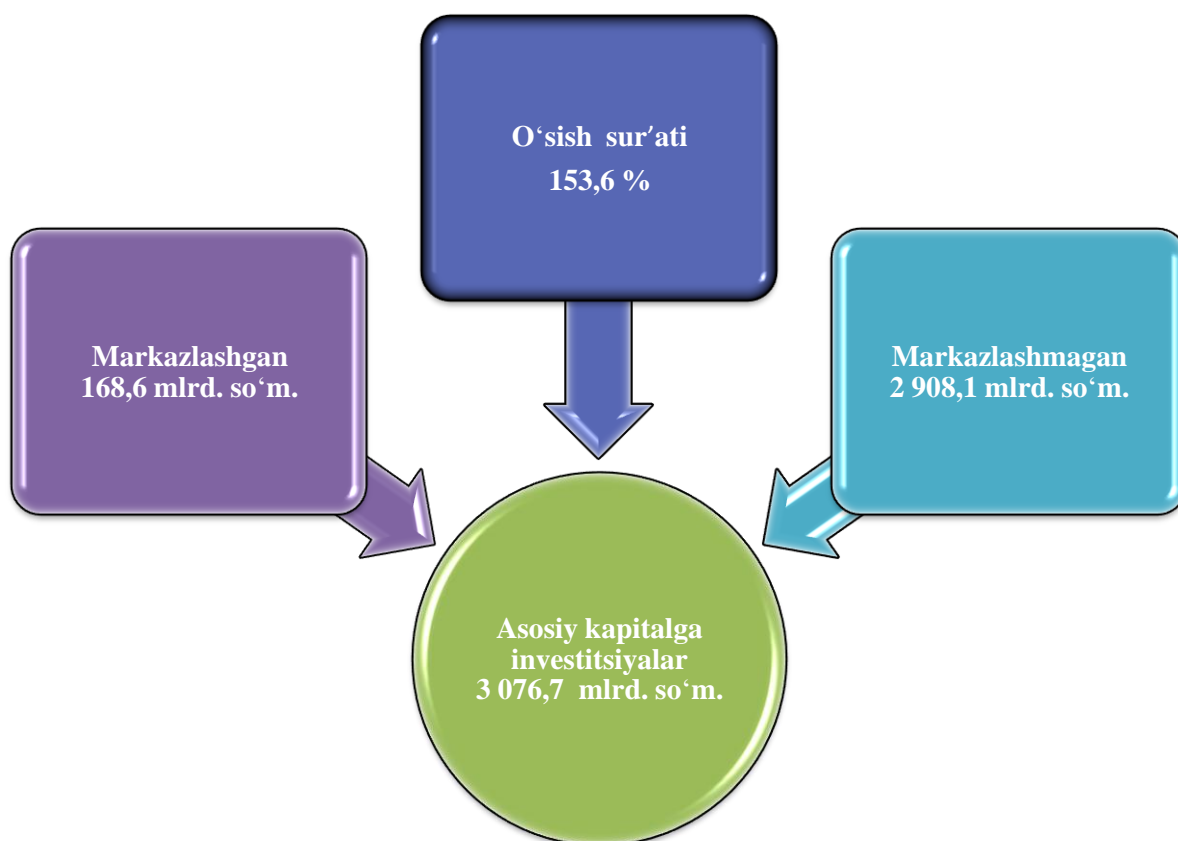 O‘sish sur’ati
153,6 %
Markazlashgan
168,6 mlrd. so‘m.
Markazlashmagan
2 908,1 mlrd. so‘m.
Asosiy kapitalga
investitsiyalar
3 076,7 mlrd. so‘m.